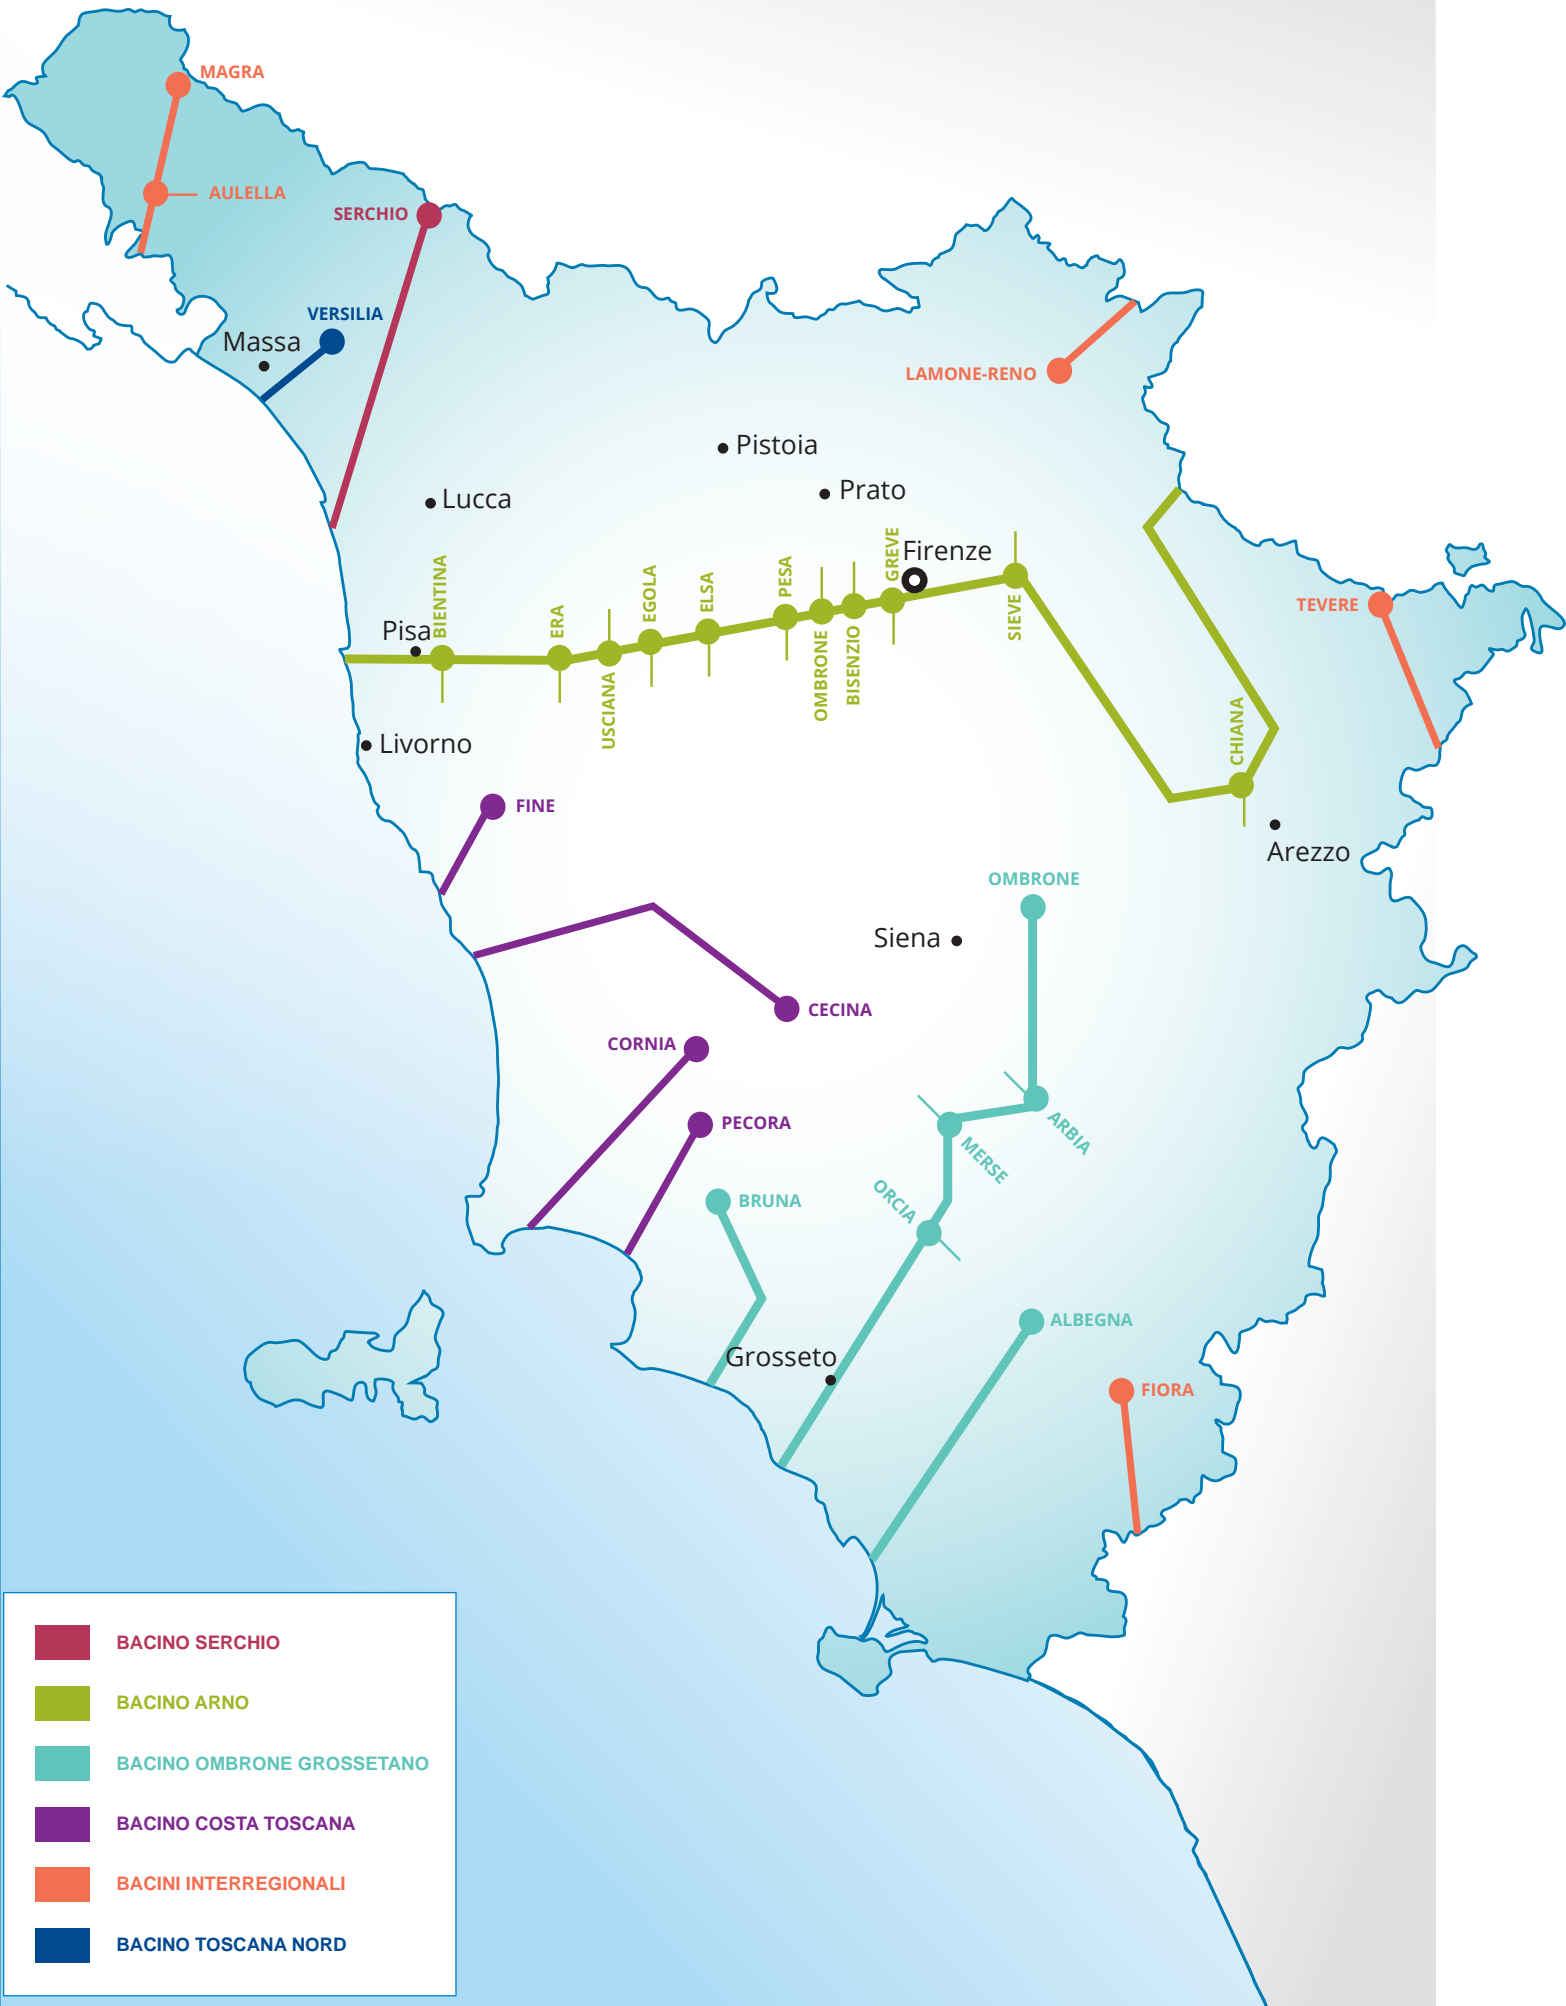 MAGRA
AULELLA
SERCHIO
VERSILIA
Massa
LAMONE-RENO
Pistoia
Prato
Lucca
GREVE
Firenze
BIENTINA
PESA
EGOLA
ELSA
ERA
SIEVE
TEVERE
Pisa
OMBRONE
BISENZIO
USCIANA
CHIANA
Livorno
FINE
Arezzo
OMBRONE
Siena
CECINA
CORNIA
PECORA
ARBIA
MERSE
ORCIA
BRUNA
ALBEGNA
Grosseto
FIORA
BACINO SERCHIO
BACINO ARNO
BACINO OMBRONE GROSSETANO
BACINO COSTA TOSCANA
BACINI INTERREGIONALI
BACINO TOSCANA NORD